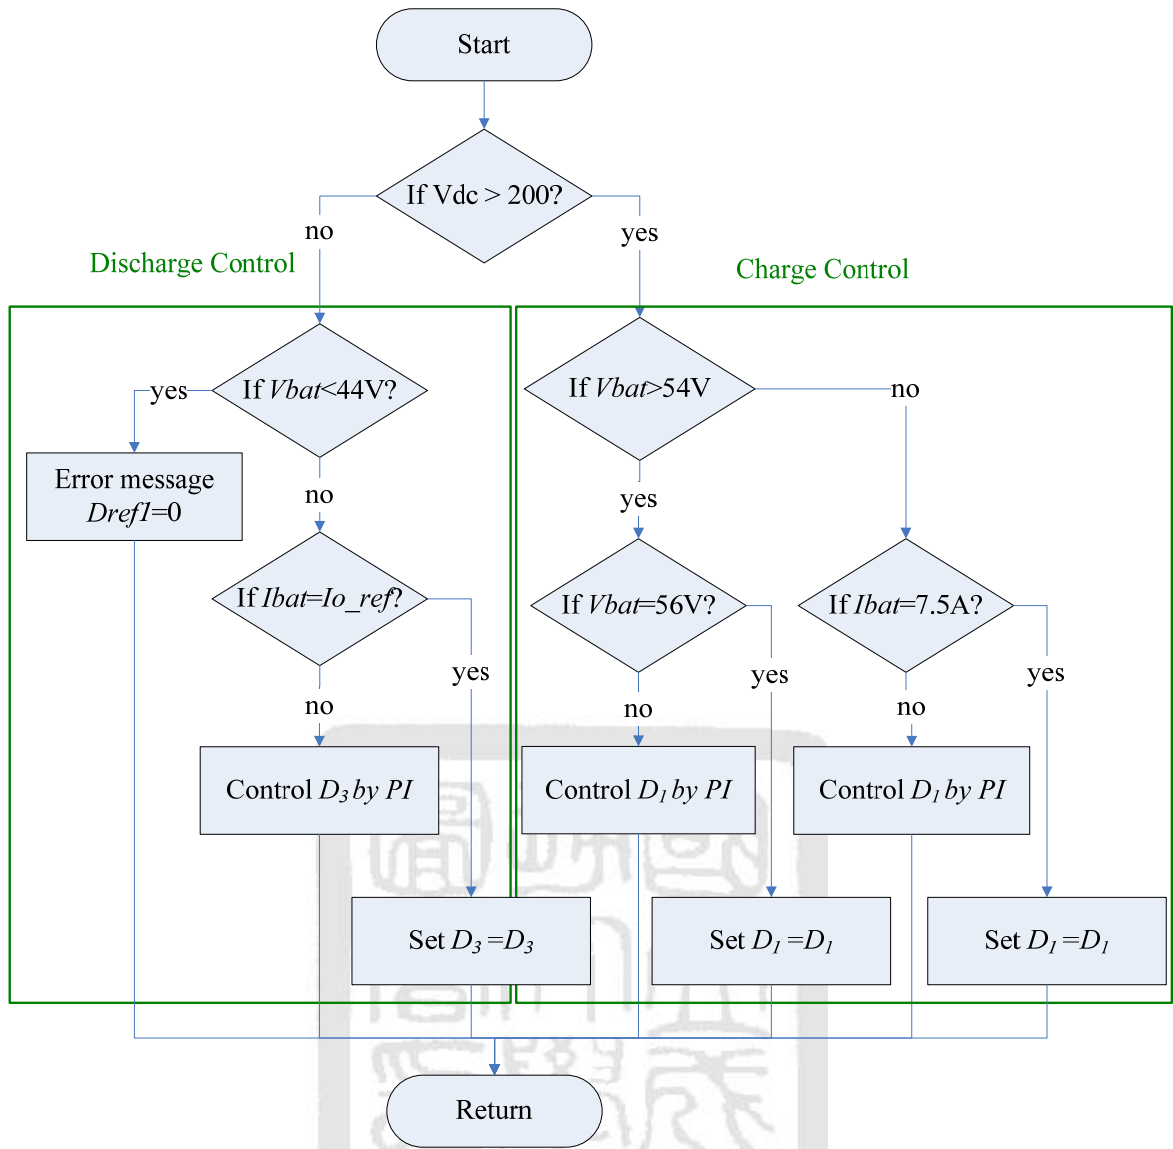 Start
If Vdc > 200?
no
yes
Discharge Control
Charge Control
If Vbat<44V?
yes
If Vbat>54V
no
Error message
Dref1=0
no
yes
If Ibat=Io_ref?
If Vbat=56V?
If Ibat=7.5A?
yes
yes
yes
no
no
no
Control D3 by PI
Control D1 by PI
Control D1 by PI
Set D3 =D3
Set D1 =D1
Set D1 =D1
Return